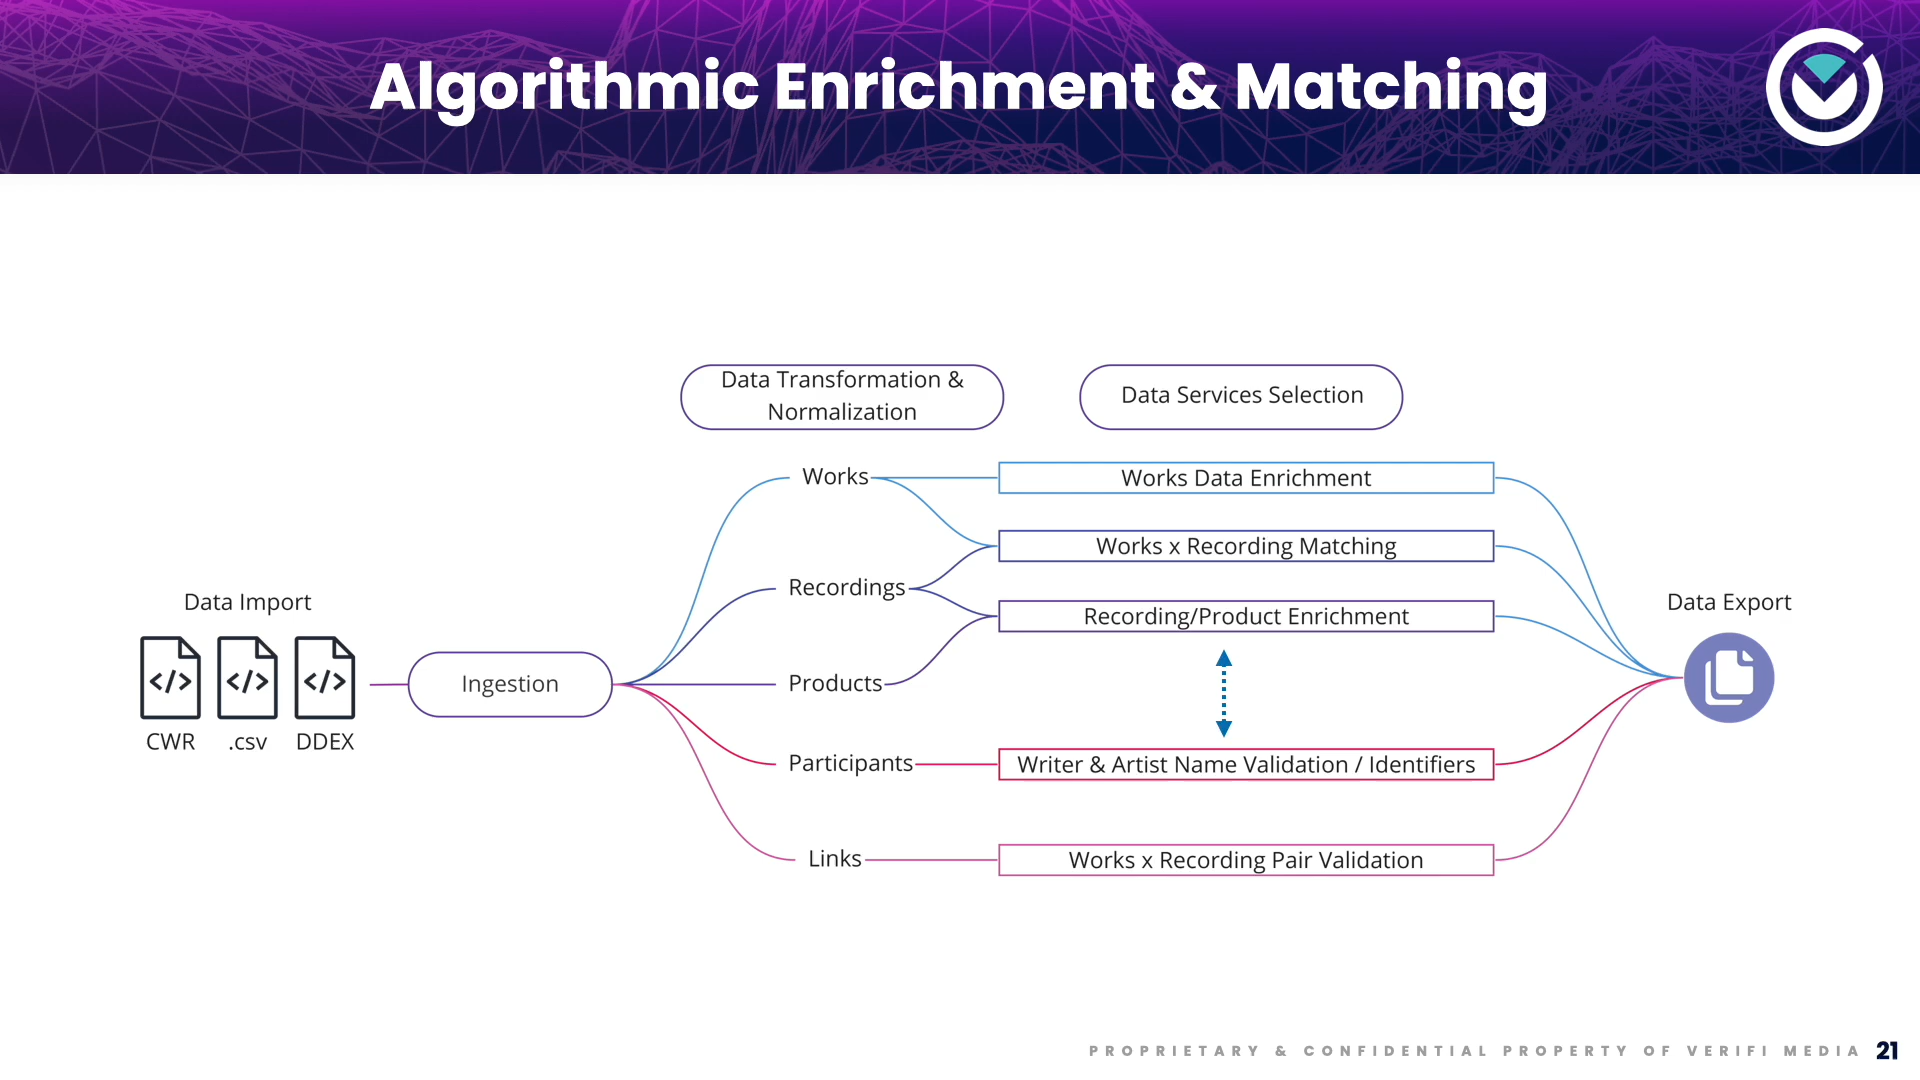 Algorithmic Enrichment & Matching
Data Transformation &
Normalization
Data Services Selection
Works
Works Data Enrichment
Works x Recording Matching
Recordings
Recording/Product Enrichment
Data Import
</>
</>
</>
CWR
.csv
DDEX
Ingestion
Products
Participants
Writer & Artist Name Validation / Identifiers
Links
Works x Recording Pair Validation
Data Export
PROPRIETARY & CONFIDENTIAL PROPERTY OF VERIFI MEDIA 21